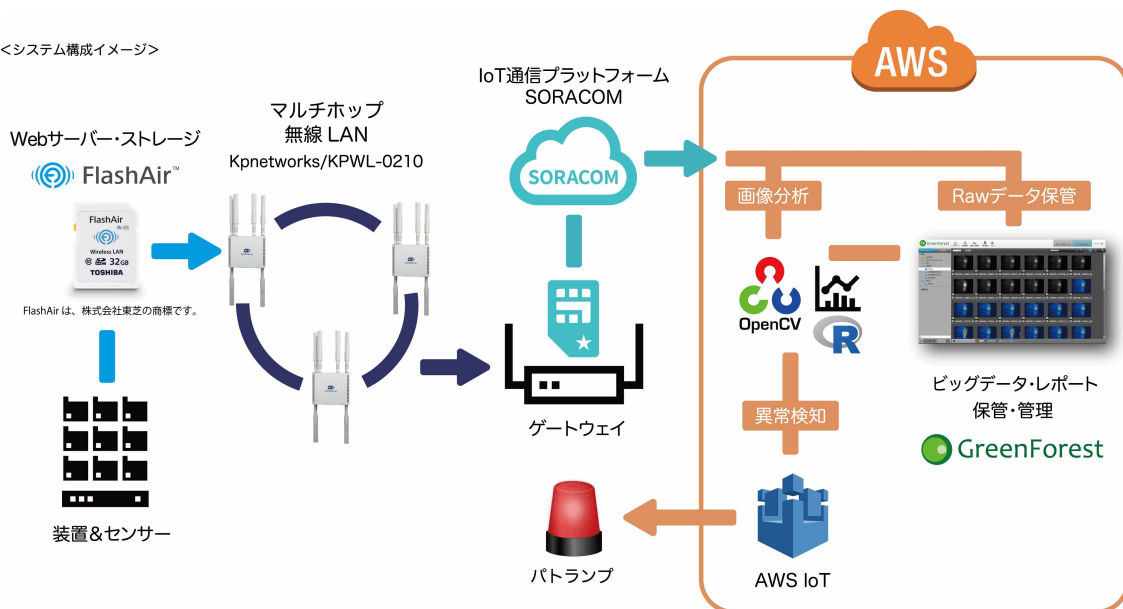 <システム構成イメージ>
Webサーバー・ストレージ
FlashAir™
FlashAir
W-03
Wireless LAN
32GB
TOSHIBA
FlashAir は、株式会社東芝の商標です。
装置&センサー
マルチホップ
無線 LAN
Kpnetworks/KPWL-0210
IoT通信プラットフォーム
SORACOM
SORACOM
ゲートウェイ
パトランプ
AWS
画像分析
Rawデータ保管
OpenCV
R
GreenForest
異常検知
AWS IoT
ビッグデータ・レポート
保管・管理
GreenForest